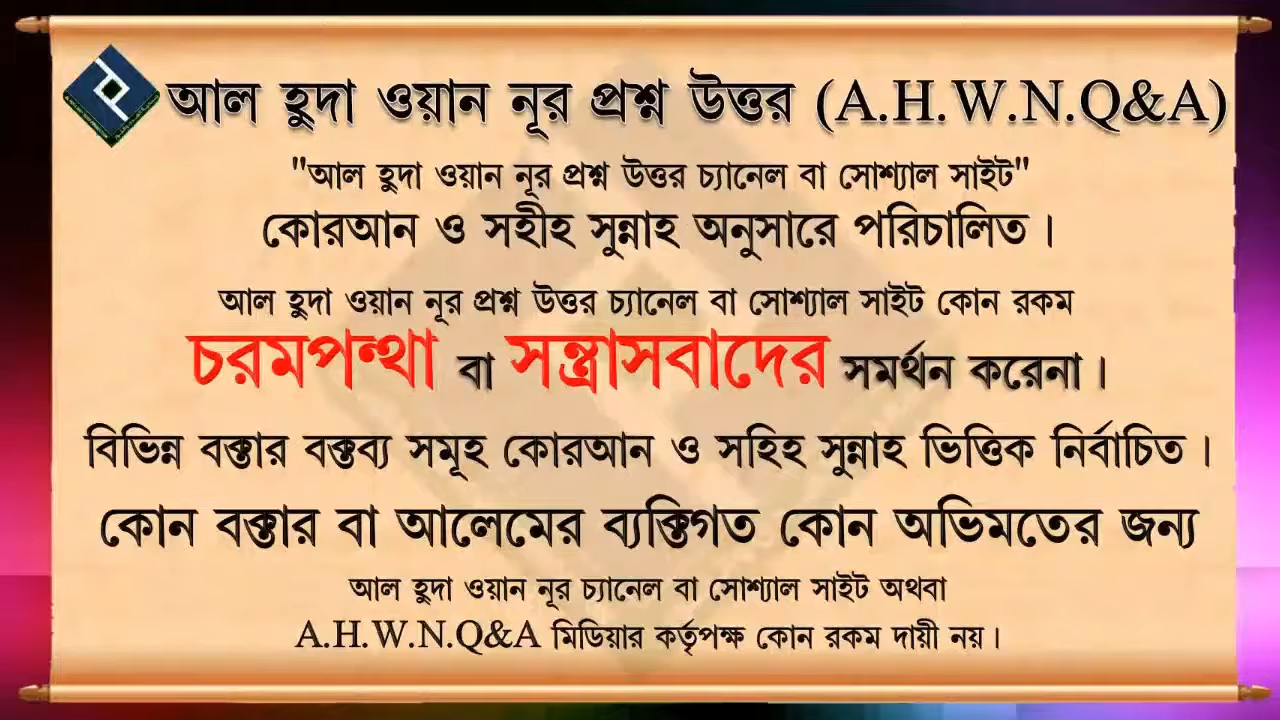 আল হুদা ওয়ান নূর প্রশ্ন উত্তর (A.H.W.N.Q&A)
"আল হুদা ওয়ান নূর প্রশ্ন উত্তর চ্যানেল বা সোশ্যাল সাইট"
কোরআন ও সহীহ সুন্নাহ অনুসারে পরিচালিত।
আল হুদা ওয়ান নূর প্রশ্ন উত্তর চ্যানেল বা সোশ্যাল সাইট কোন রকম
চরমপন্থা বা সন্ত্রাসবাদের সমর্থন করেনা।
বিভিন্ন বক্তার বক্তব্য সমূহ কোরআন ও সহিহ সুন্নাহ ভিত্তিক নির্বাচিত।
কোন বক্তার বা আলেমের ব্যক্তিগত কোন অভিমতের জন্য
আল হুদা ওয়ান নূর চ্যানেল বা সোশ্যাল সাইট অথবা
A.H.W.N.Q&A মিডিয়ার কর্তৃপক্ষ কোন রকম দায়ী নয়।